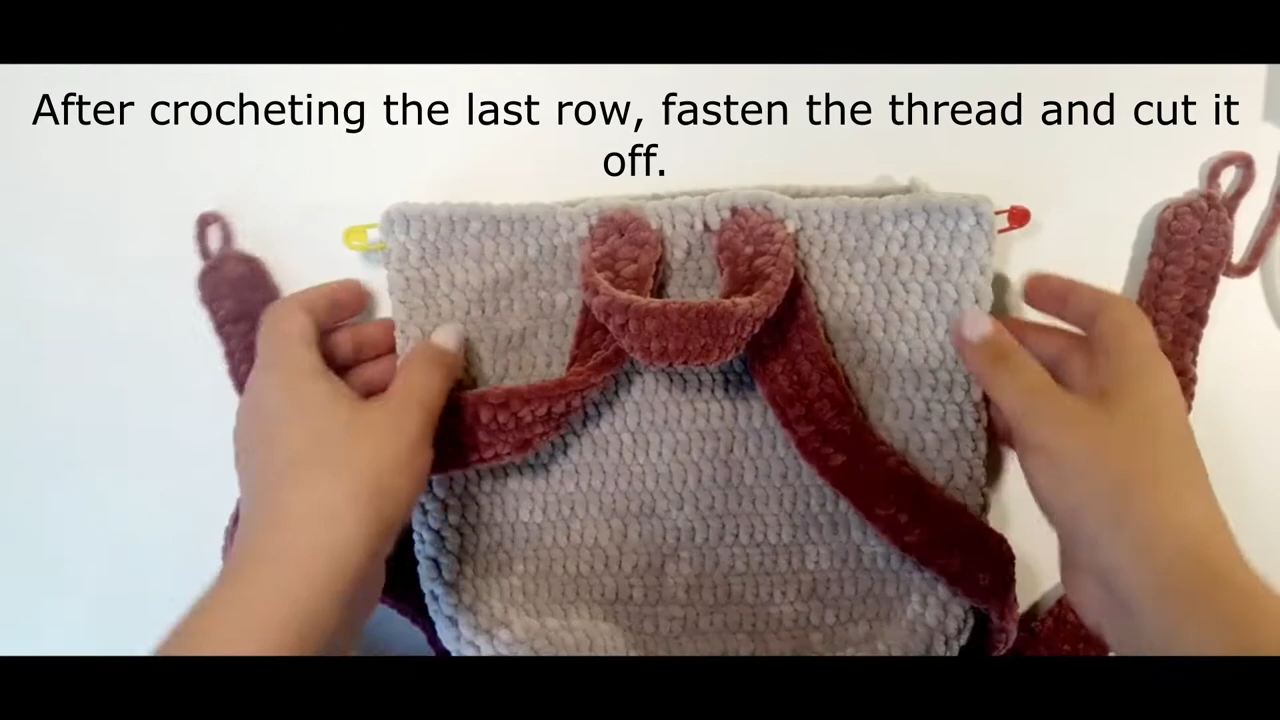 After crocheting the last row, fasten the thread and cut it
off.